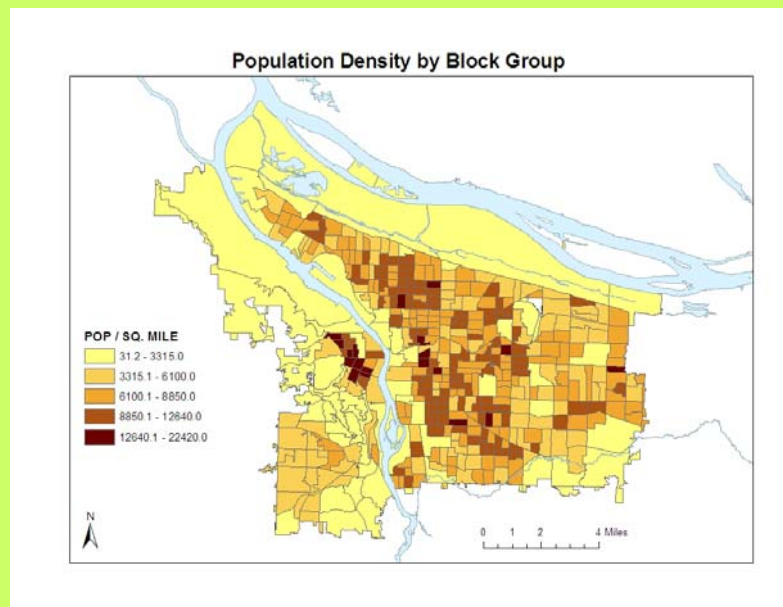 Population Density by Block Group
POP / SQ. MILE
31.2 - 3315.0
3315.1 - 6100.0
6100.1 - 8850.0
8850.1 - 12640.0
12640.1 - 22420.0
N
0 1 2 4 Miles